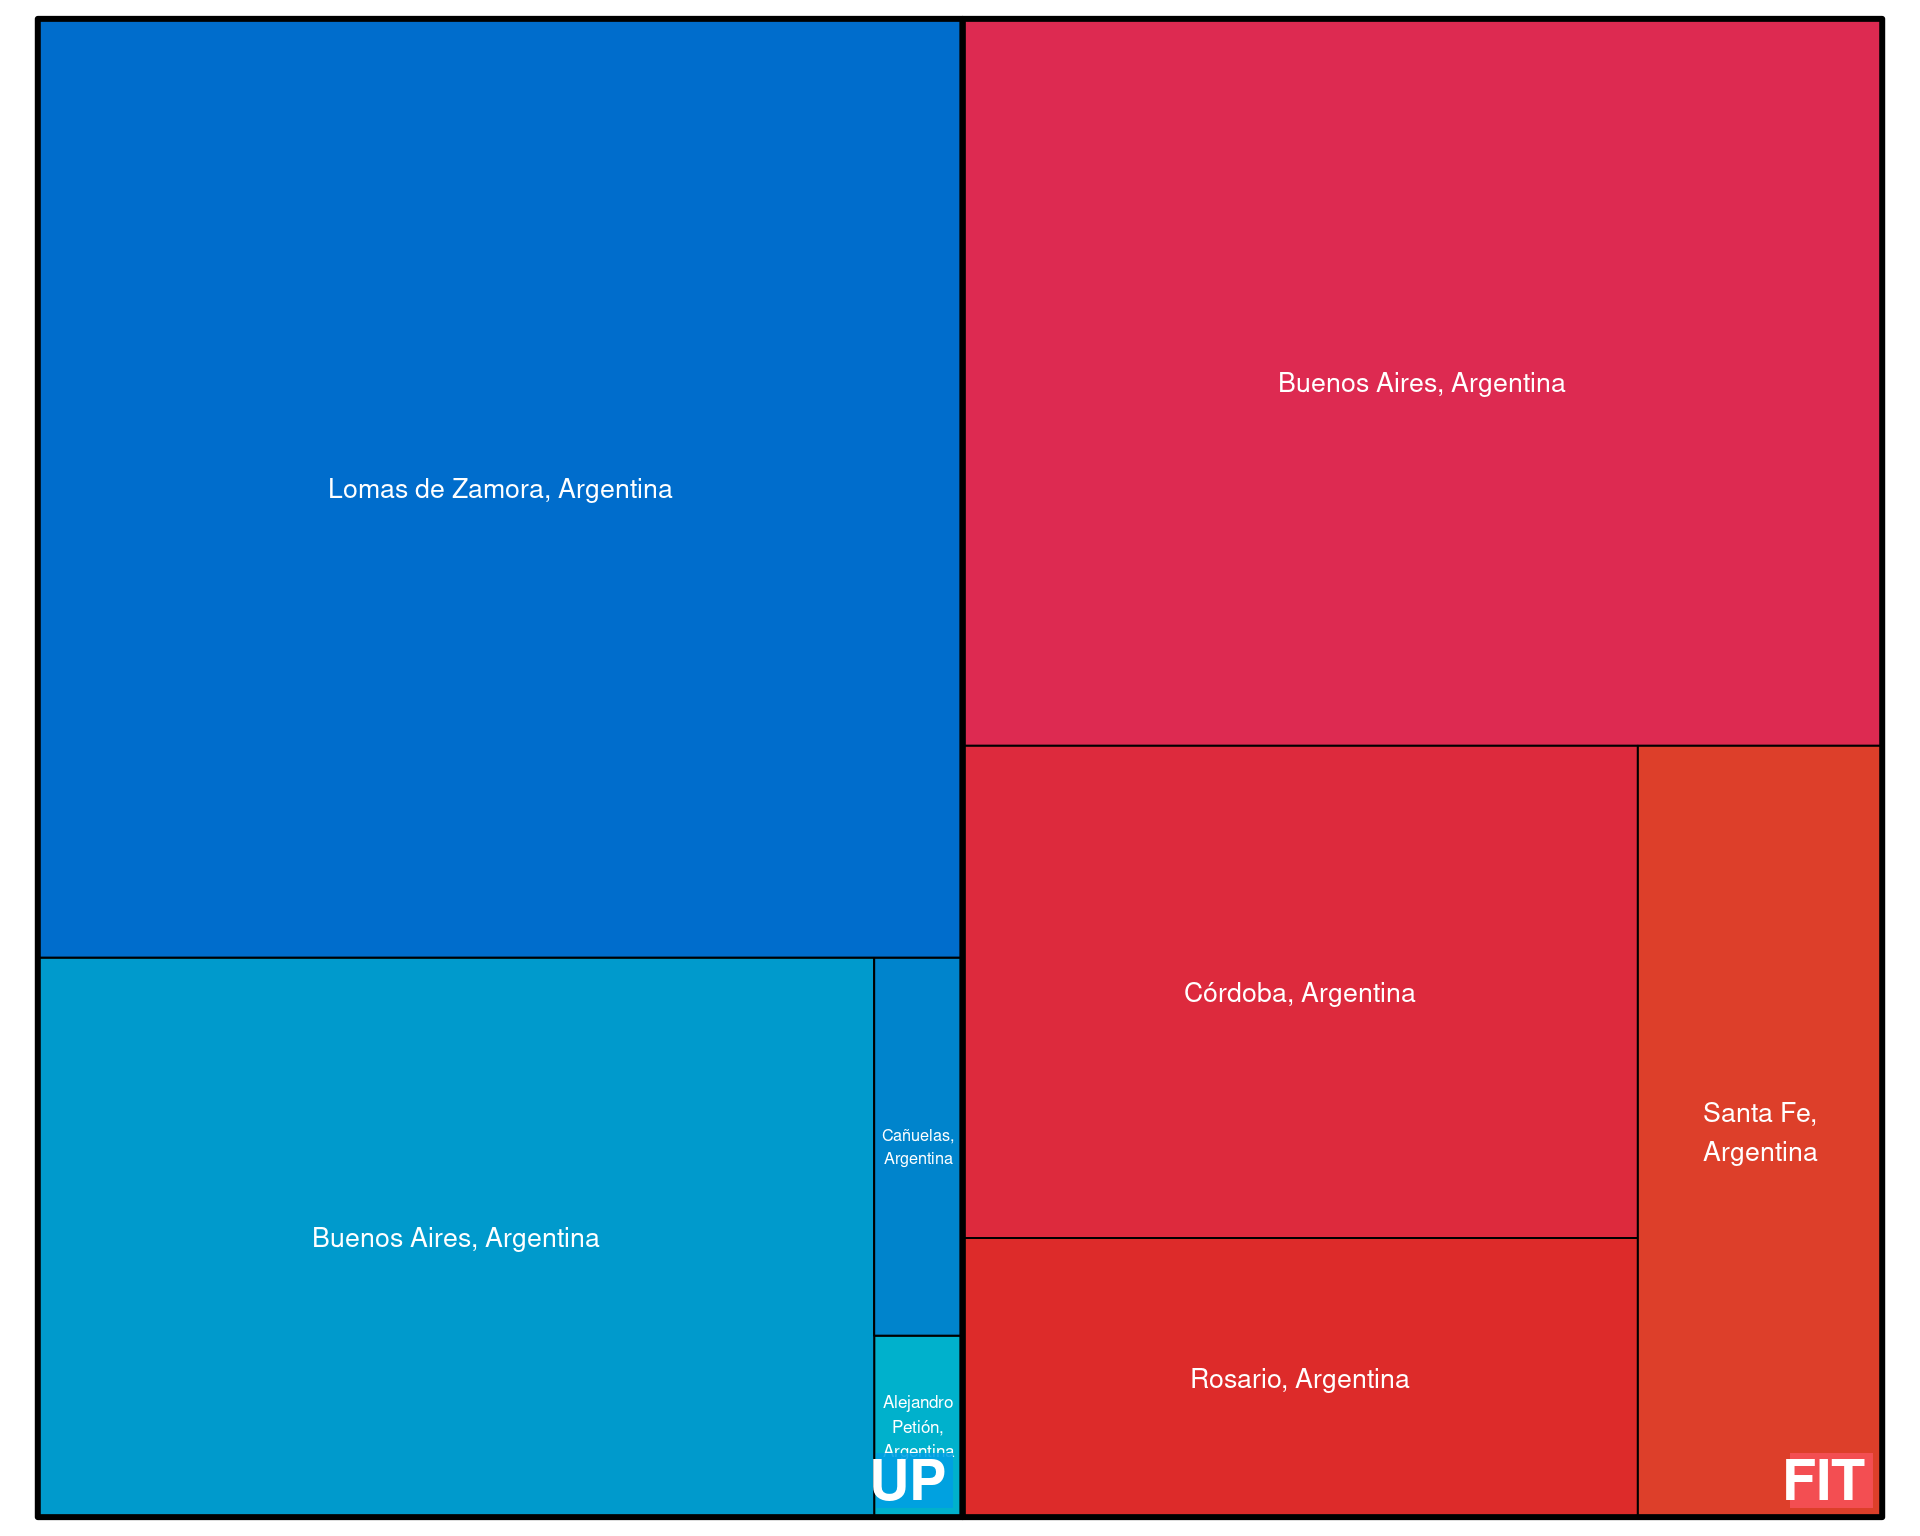 Lomas de Zamora, Argentina
Buenos Aires, Argentina
Cañuelas,
Argentina
Alejandro
Petión,
Argentina
UP
Buenos Aires, Argentina
Córdoba, Argentina
Santa Fe,
Argentina
Rosario, Argentina
FIT